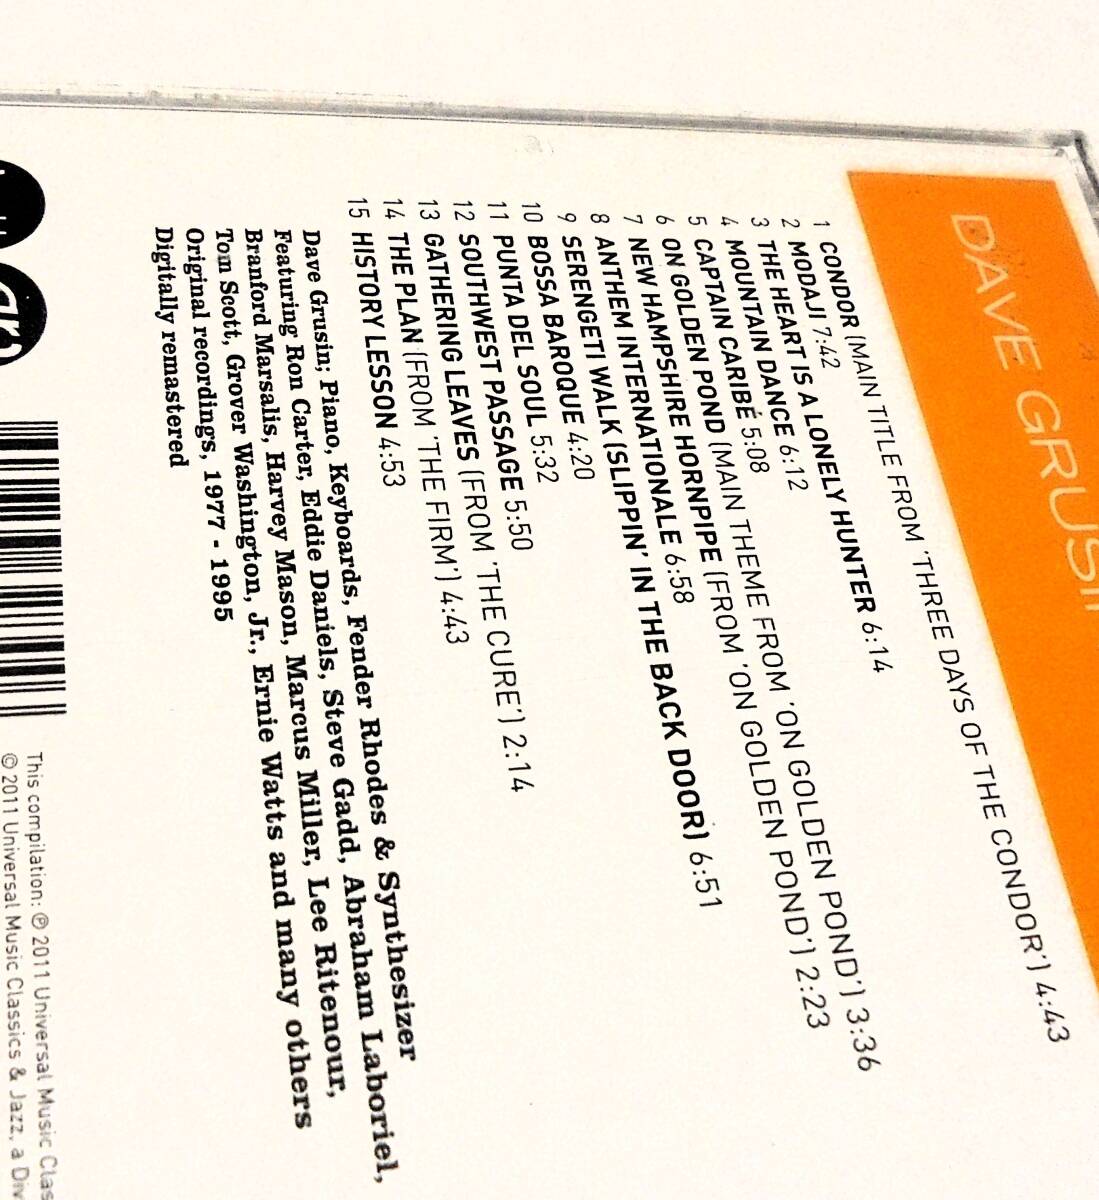 DAVE GRUSIN
1 CONDOR (MAIN TITLE FROM 'THREE DAYS OF THE CONDOR') 4:43
2 MODAJI 7:42
3 THE HEART IS A LONELY HUNTER 6:14
4 MOUNTAIN DANCE 6:12
5 CAPTAIN CARIBÉ 5:08
6 ON GOLDEN POND (MAIN THEME FROM 'ON GOLDEN POND') 3:36
7 NEW HAMPSHIRE HORNPIPE (FROM 'ON GOLDEN POND') 2:23
8 ANTHEM INTERNATIONALE 6:58
9 SERENGETI WALK (SLIPPIN' IN THE BACK DOOR) 6:51
10 BOSSA BAROQUE 4:20
11 PUNTA DEL SOUL 5:32
12 SOUTHWEST PASSAGE 5:50
13 GATHERING LEAVES (FROM 'THE CURE') 2:14
14 THE PLAN (FROM 'THE FIRM') 4:43
15 HISTORY LESSON 4:53
Dave Grusin; Piano, Keyboards, Fender Rhodes & Synthesizer
Featuring Ron Carter, Eddie Daniels, Steve Gadd, Abraham Laboriel,
Branford Marsalis, Harvey Mason, Marcus Miller, Lee Ritenour,
Tom Scott, Grover Washington, Jr., Ernie Watts and many others
Original recordings, 1977 - 1995
Digitally remastered
This compilation: ℗ 2011 Universal Music Clas
© 2011 Universal Music Classics & Jazz, a Div